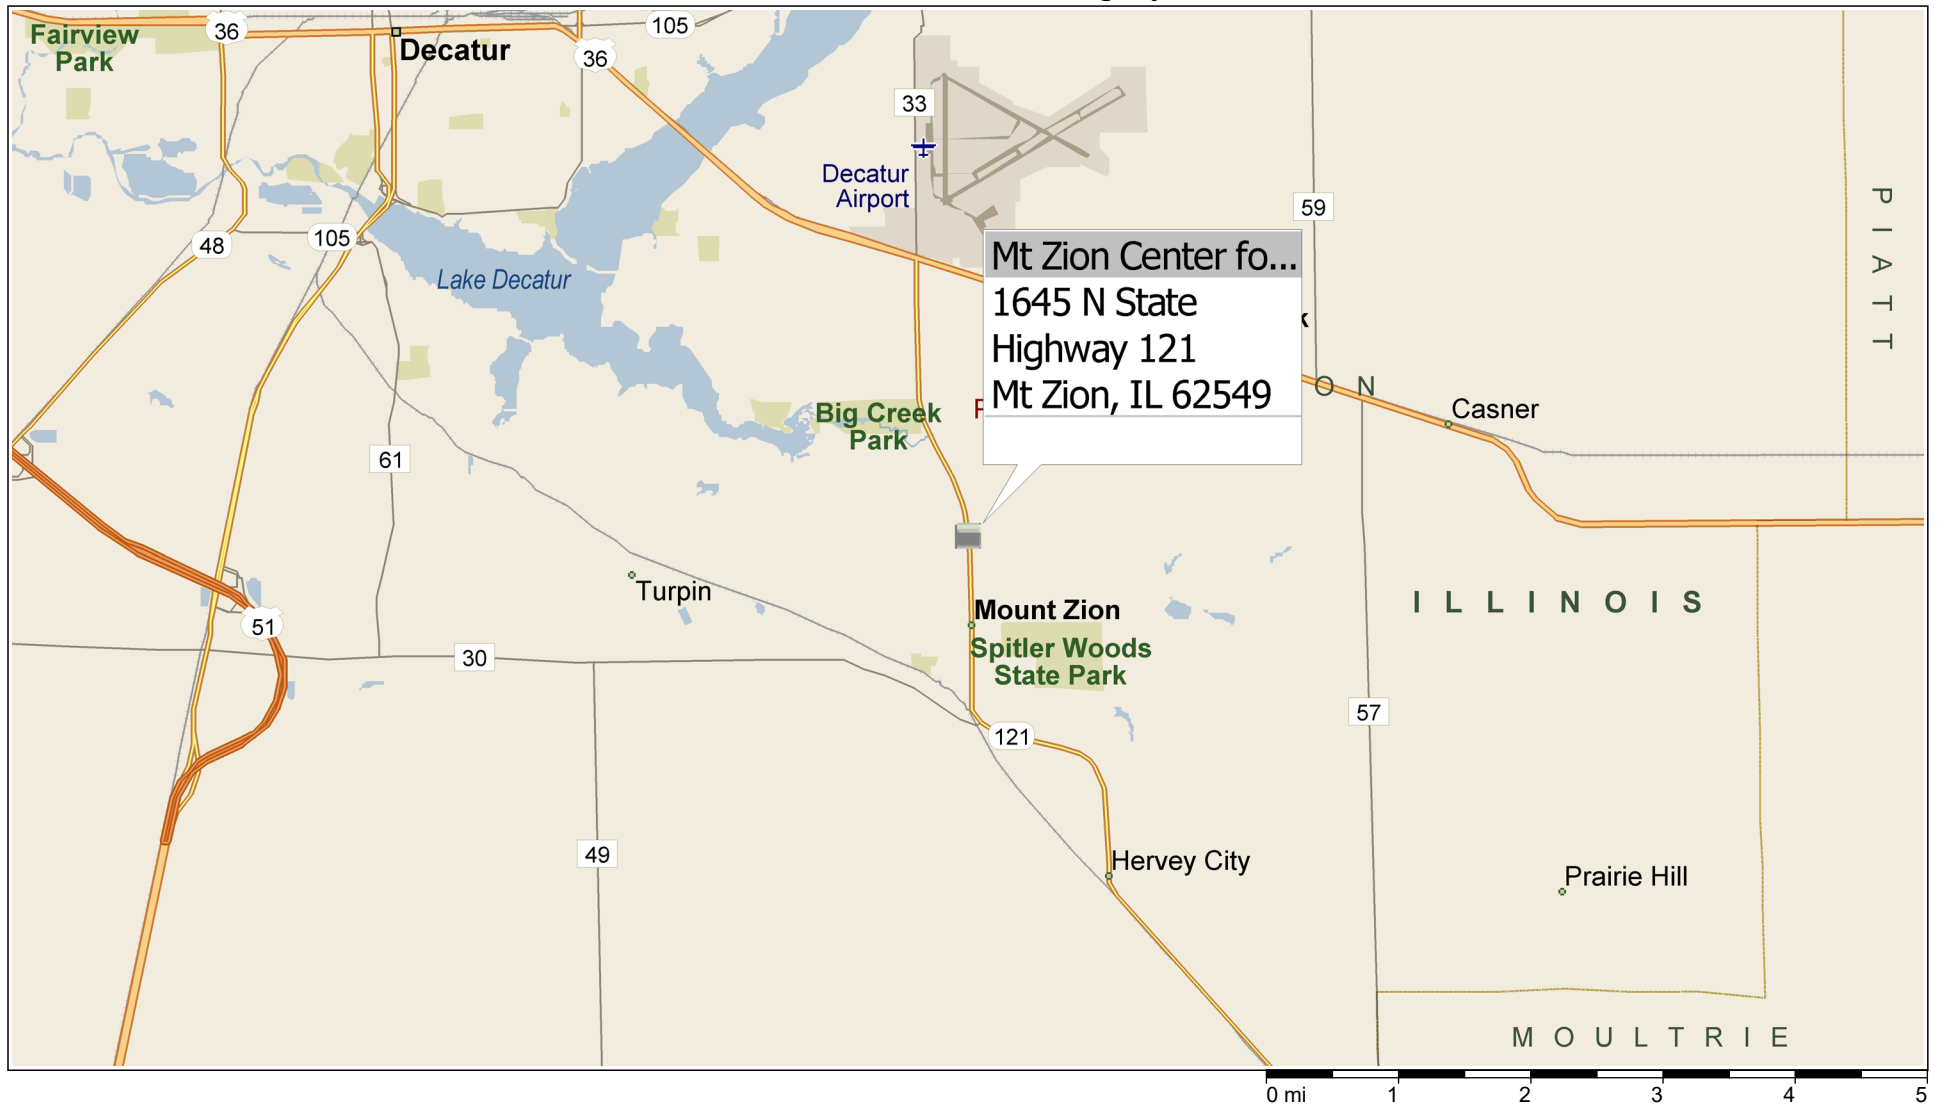 Fairview
Park
36
Decatur
105
36
33
Decatur
Airport
59
P I A T T
48
105
Lake Decatur
Mt Zion Center fo...
1645 N State
Highway 121
Mt Zion, IL 62549
k
O N
Casner
Big Creek
Park
61
Turpin
51
30
Mount Zion
Spitler Woods
State Park
ILLINOIS
57
121
49
Hervey City
Prairie Hill
MOULTRIE
0 mi 1 2 3 4 5